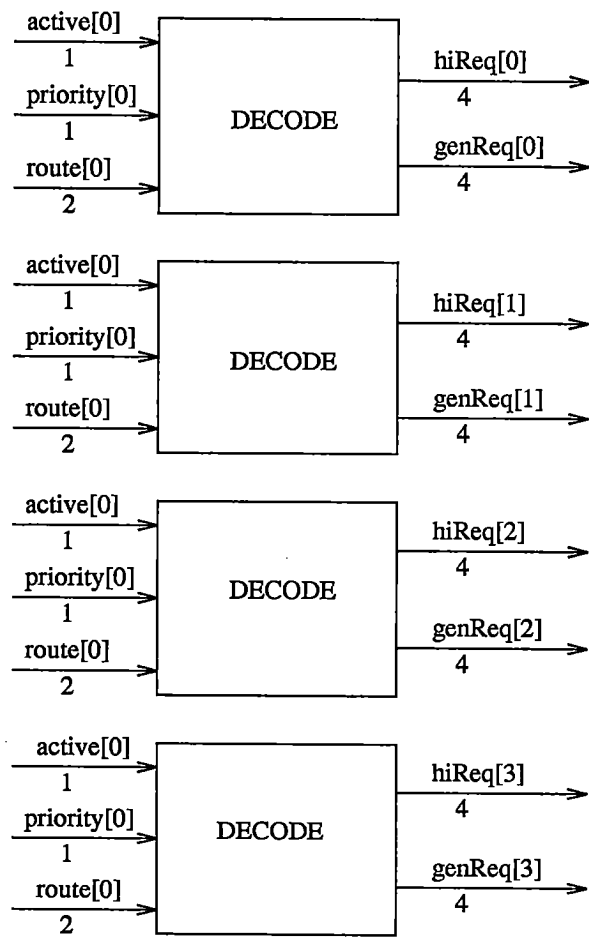 active[0]
1
hiReq[0]
4
priority[0]
1
DECODE
genReq[0]
4
route[0]
2
active[0]
1
hiReq[1]
4
priority[0]
1
DECODE
genReq[1]
4
route[0]
2
active[0]
1
hiReq[2]
4
priority[0]
1
DECODE
genReq[2]
4
route[0]
2
active[0]
1
hiReq[3]
4
priority[0]
1
DECODE
genReq[3]
4
route[0]
2